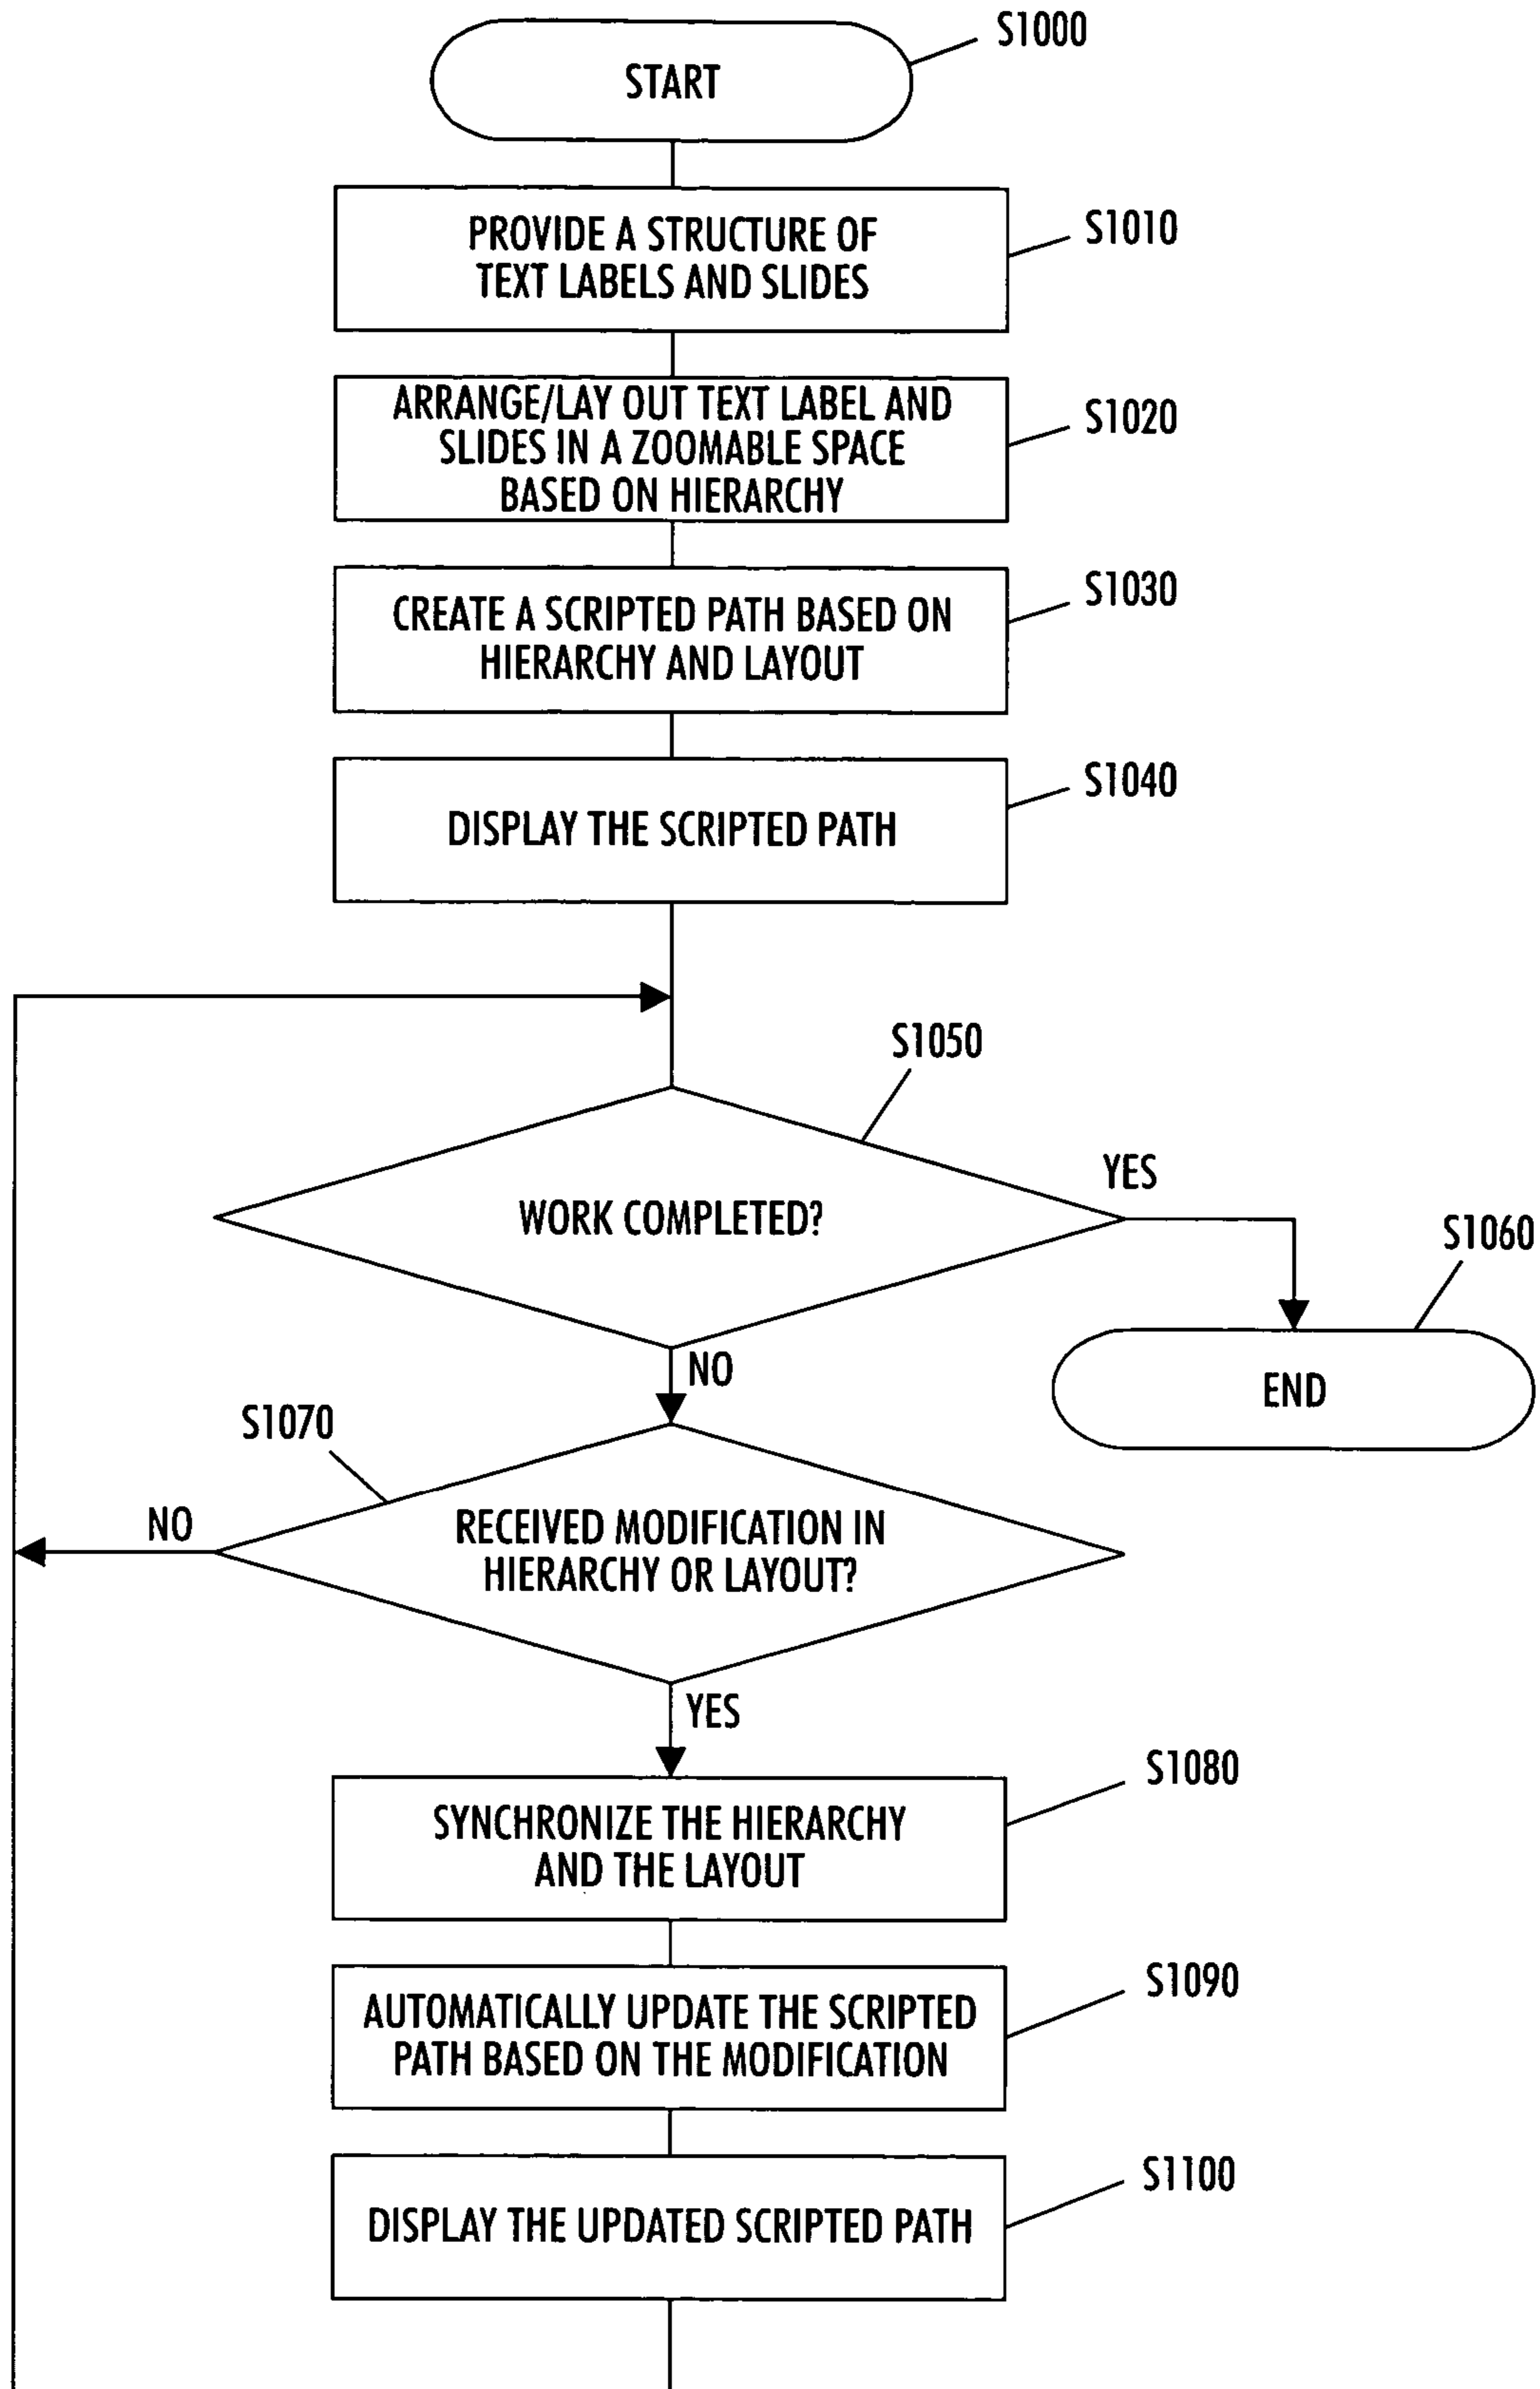 S1000
START
PROVIDE A STRUCTURE OF
TEXT LABELS AND SLIDES
S1010
ARRANGE/LAY OUT TEXT LABEL AND
SLIDES IN A ZOOMABLE SPACE
BASED ON HIERARCHY
S1020
CREATE A SCRIPTED PATH BASED ON
HIERARCHY AND LAYOUT
S1030
DISPLAY THE SCRIPTED PATH
S1040
S1050
WORK COMPLETED?
YES
S1060
END
NO
S1070
RECEIVED MODIFICATION IN
HIERARCHY OR LAYOUT?
NO
YES
S1080
SYNCHRONIZE THE HIERARCHY
AND THE LAYOUT
S1090
AUTOMATICALLY UPDATE THE SCRIPTED
PATH BASED ON THE MODIFICATION
S1100
DISPLAY THE UPDATED SCRIPTED PATH